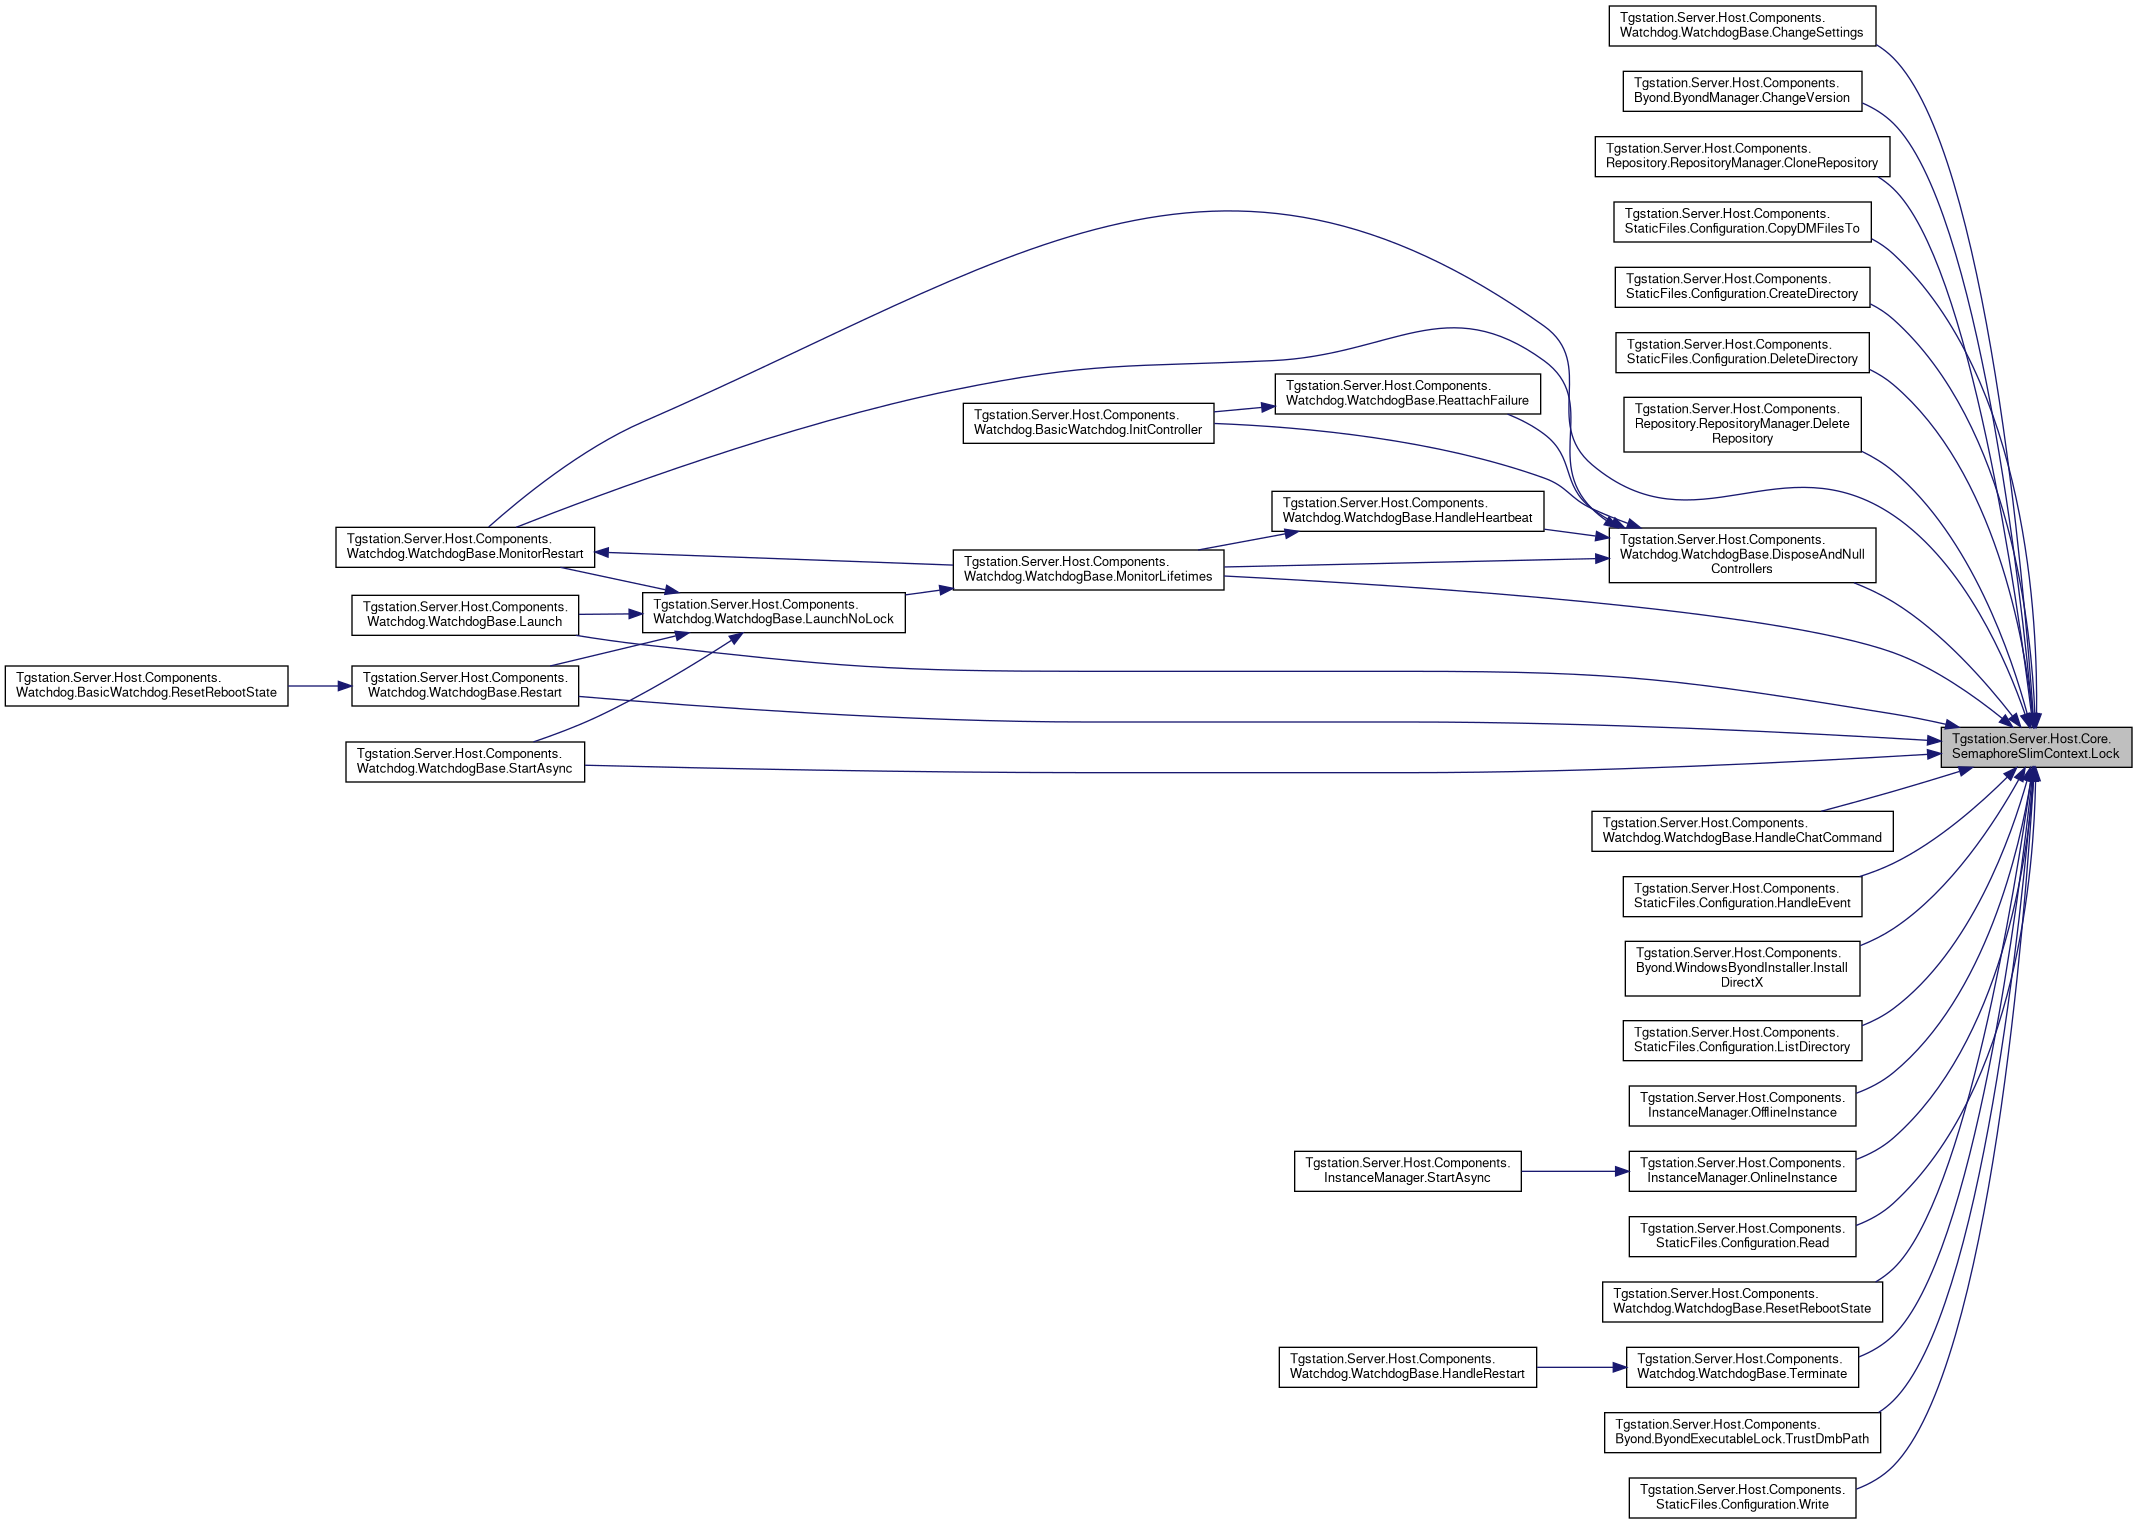 Tgstation.Server.Host.Components.
Watchdog.WatchdogBase.ChangeSettings
Tgstation.Server.Host.Components.
Byond.ByondManager.ChangeVersion
Tgstation.Server.Host.Components.
Repository.RepositoryManager.CloneRepository
Tgstation.Server.Host.Components.
StaticFiles.Configuration.CopyDMFilesTo
Tgstation.Server.Host.Components.
StaticFiles.Configuration.CreateDirectory
Tgstation.Server.Host.Components.
StaticFiles.Configuration.DeleteDirectory
Tgstation.Server.Host.Components.
Watchdog.WatchdogBase.ReattachFailure
Tgstation.Server.Host.Components.
Watchdog.BasicWatchdog.InitController
Tgstation.Server.Host.Components.
Repository.RepositoryManager.Delete
Repository
Tgstation.Server.Host.Components.
Watchdog.WatchdogBase.HandleHeartbeat
Tgstation.Server.Host.Components.
Watchdog.WatchdogBase.MonitorRestart
Tgstation.Server.Host.Components.
Watchdog.WatchdogBase.MonitorLifetimes
Tgstation.Server.Host.Components.
Watchdog.WatchdogBase.DisposeAndNull
Controllers
Tgstation.Server.Host.Components.
Watchdog.WatchdogBase.Launch
Tgstation.Server.Host.Components.
Watchdog.WatchdogBase.LaunchNoLock
Tgstation.Server.Host.Components.
Watchdog.BasicWatchdog.ResetRebootState
Tgstation.Server.Host.Components.
Watchdog.WatchdogBase.Restart
Tgstation.Server.Host.Components.
Watchdog.WatchdogBase.StartAsync
Tgstation.Server.Host.Core.
SemaphoreSlimContext.Lock
Tgstation.Server.Host.Components.
Watchdog.WatchdogBase.HandleChatCommand
Tgstation.Server.Host.Components.
StaticFiles.Configuration.HandleEvent
Tgstation.Server.Host.Components.
Byond.WindowsByondInstaller.Install
DirectX
Tgstation.Server.Host.Components.
StaticFiles.Configuration.ListDirectory
Tgstation.Server.Host.Components.
InstanceManager.OfflineInstance
Tgstation.Server.Host.Components.
InstanceManager.StartAsync
Tgstation.Server.Host.Components.
InstanceManager.OnlineInstance
Tgstation.Server.Host.Components.
StaticFiles.Configuration.Read
Tgstation.Server.Host.Components.
Watchdog.WatchdogBase.ResetRebootState
Tgstation.Server.Host.Components.
Watchdog.WatchdogBase.HandleRestart
Tgstation.Server.Host.Components.
Watchdog.WatchdogBase.Terminate
Tgstation.Server.Host.Components.
Byond.ByondExecutableLock.TrustDmbPath
Tgstation.Server.Host.Components.
StaticFiles.Configuration.Write